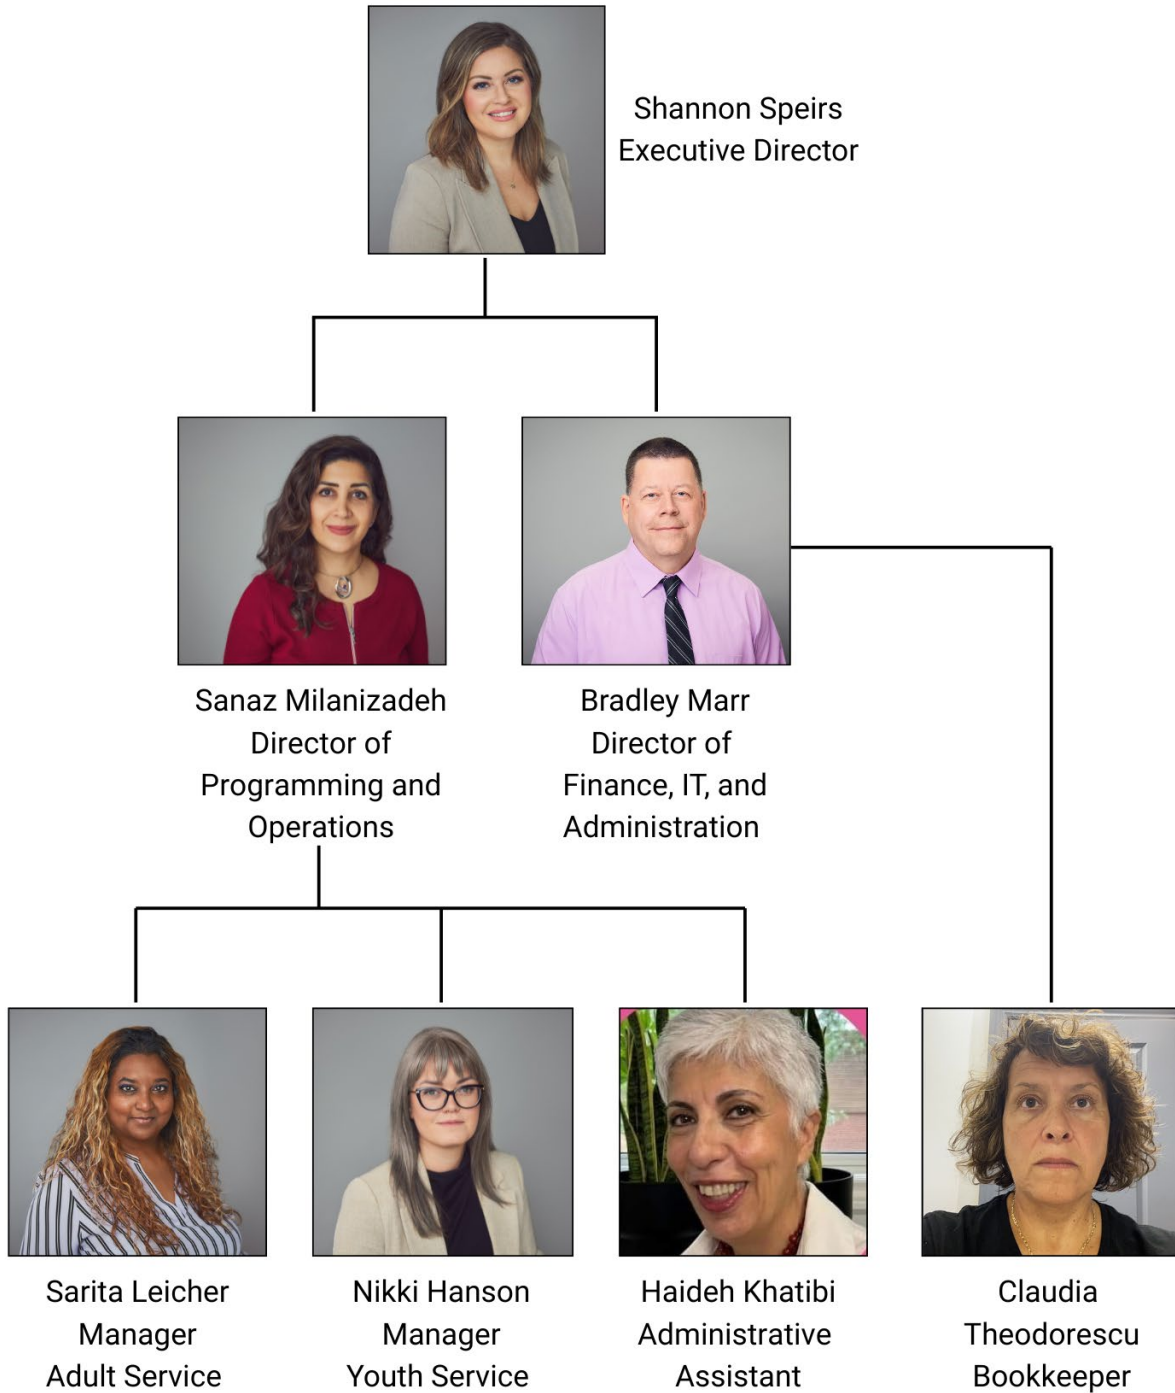 Shannon Speirs
Executive Director
Sanaz Milanizadeh
Director of
Programming and
Operations
Bradley Marr
Director of
Finance, IT, and
Administration
Sarita Leicher
Manager
Adult Service
Nikki Hanson
Manager
Youth Service
Haideh Khatibi
Administrative
Assistant
Claudia
Theodorescu
Bookkeeper